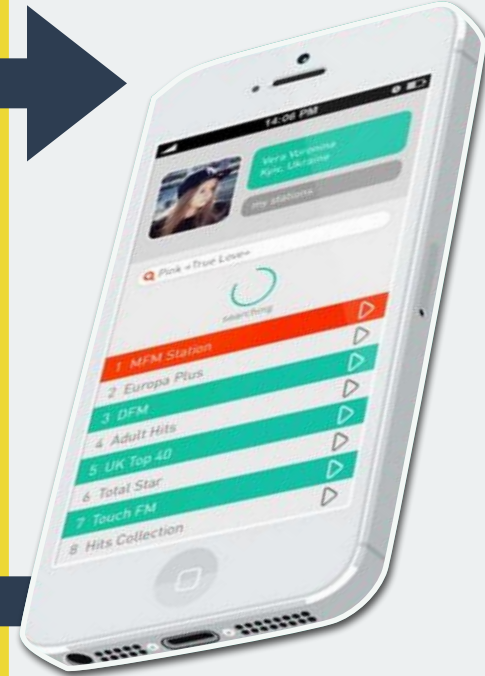 14:06 PM
Vera Voronina
Kyic, Ukraine
my stations
Pink «True Love»
searching
1 MFM Station
2 Europa Plus
3 DFM
4 Adult Hits
5 UK Top 40
6 Total Star
7 Touch FM
8 Hits Collection